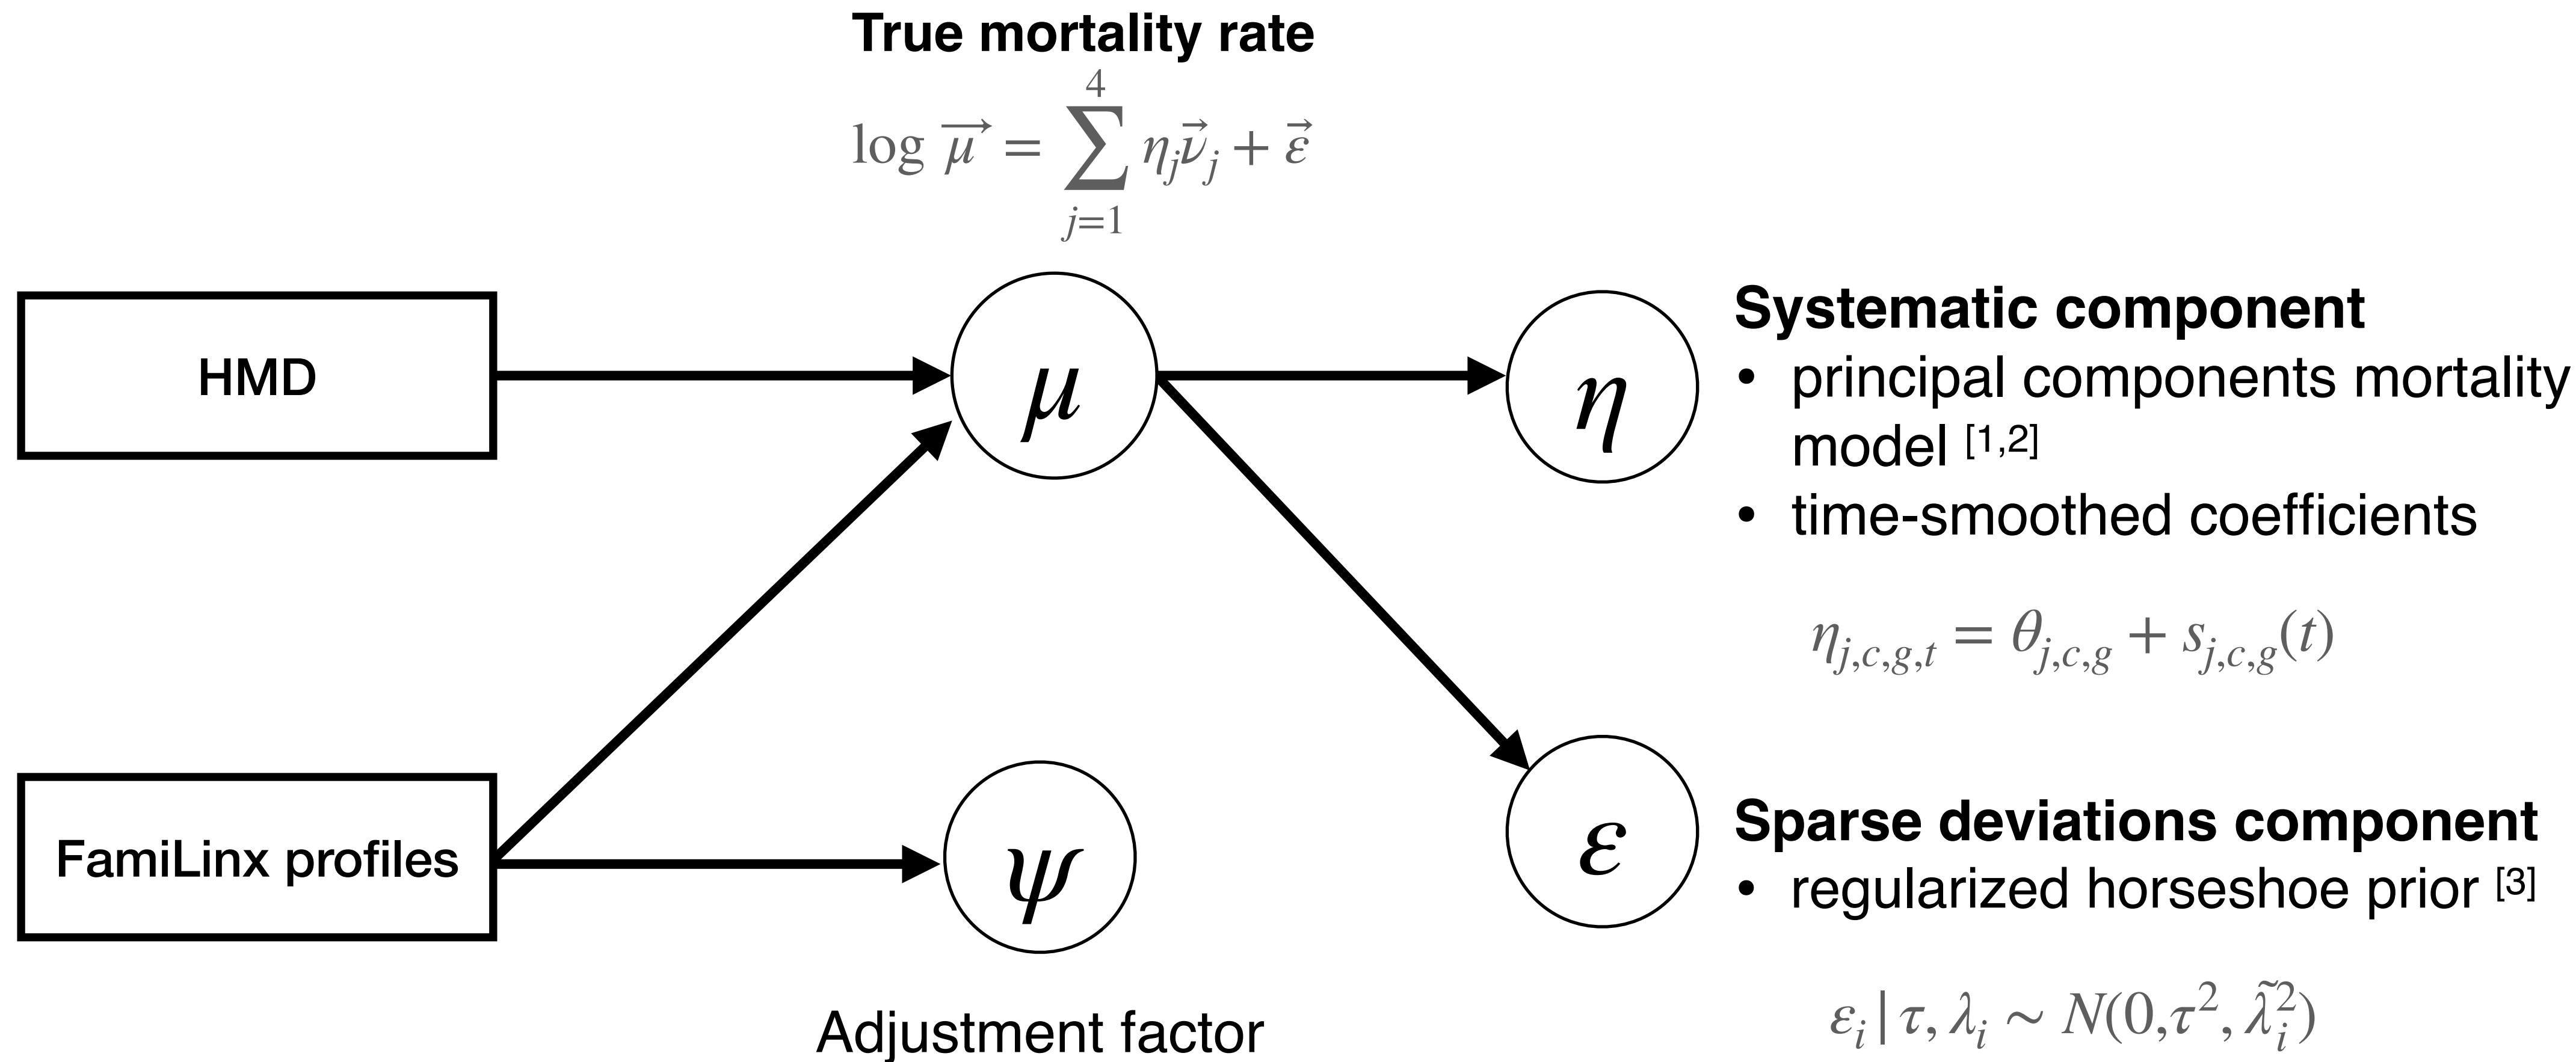 True mortality rate
log μ⃗ = ∑_{j=1}^{4} η_j ν⃗_j + ε⃗
HMD
μ
η
Systematic component
• principal components mortality
model [1,2]
• time-smoothed coefficients
η_{j,c,g,t} = θ_{j,c,g} + s_{j,c,g}(t)
FamiLinx profiles
ψ
Adjustment factor
ε
Sparse deviations component
• regularized horseshoe prior [3]
ε_i | τ, λ_i ∼ N(0,τ², λ̃_i²)